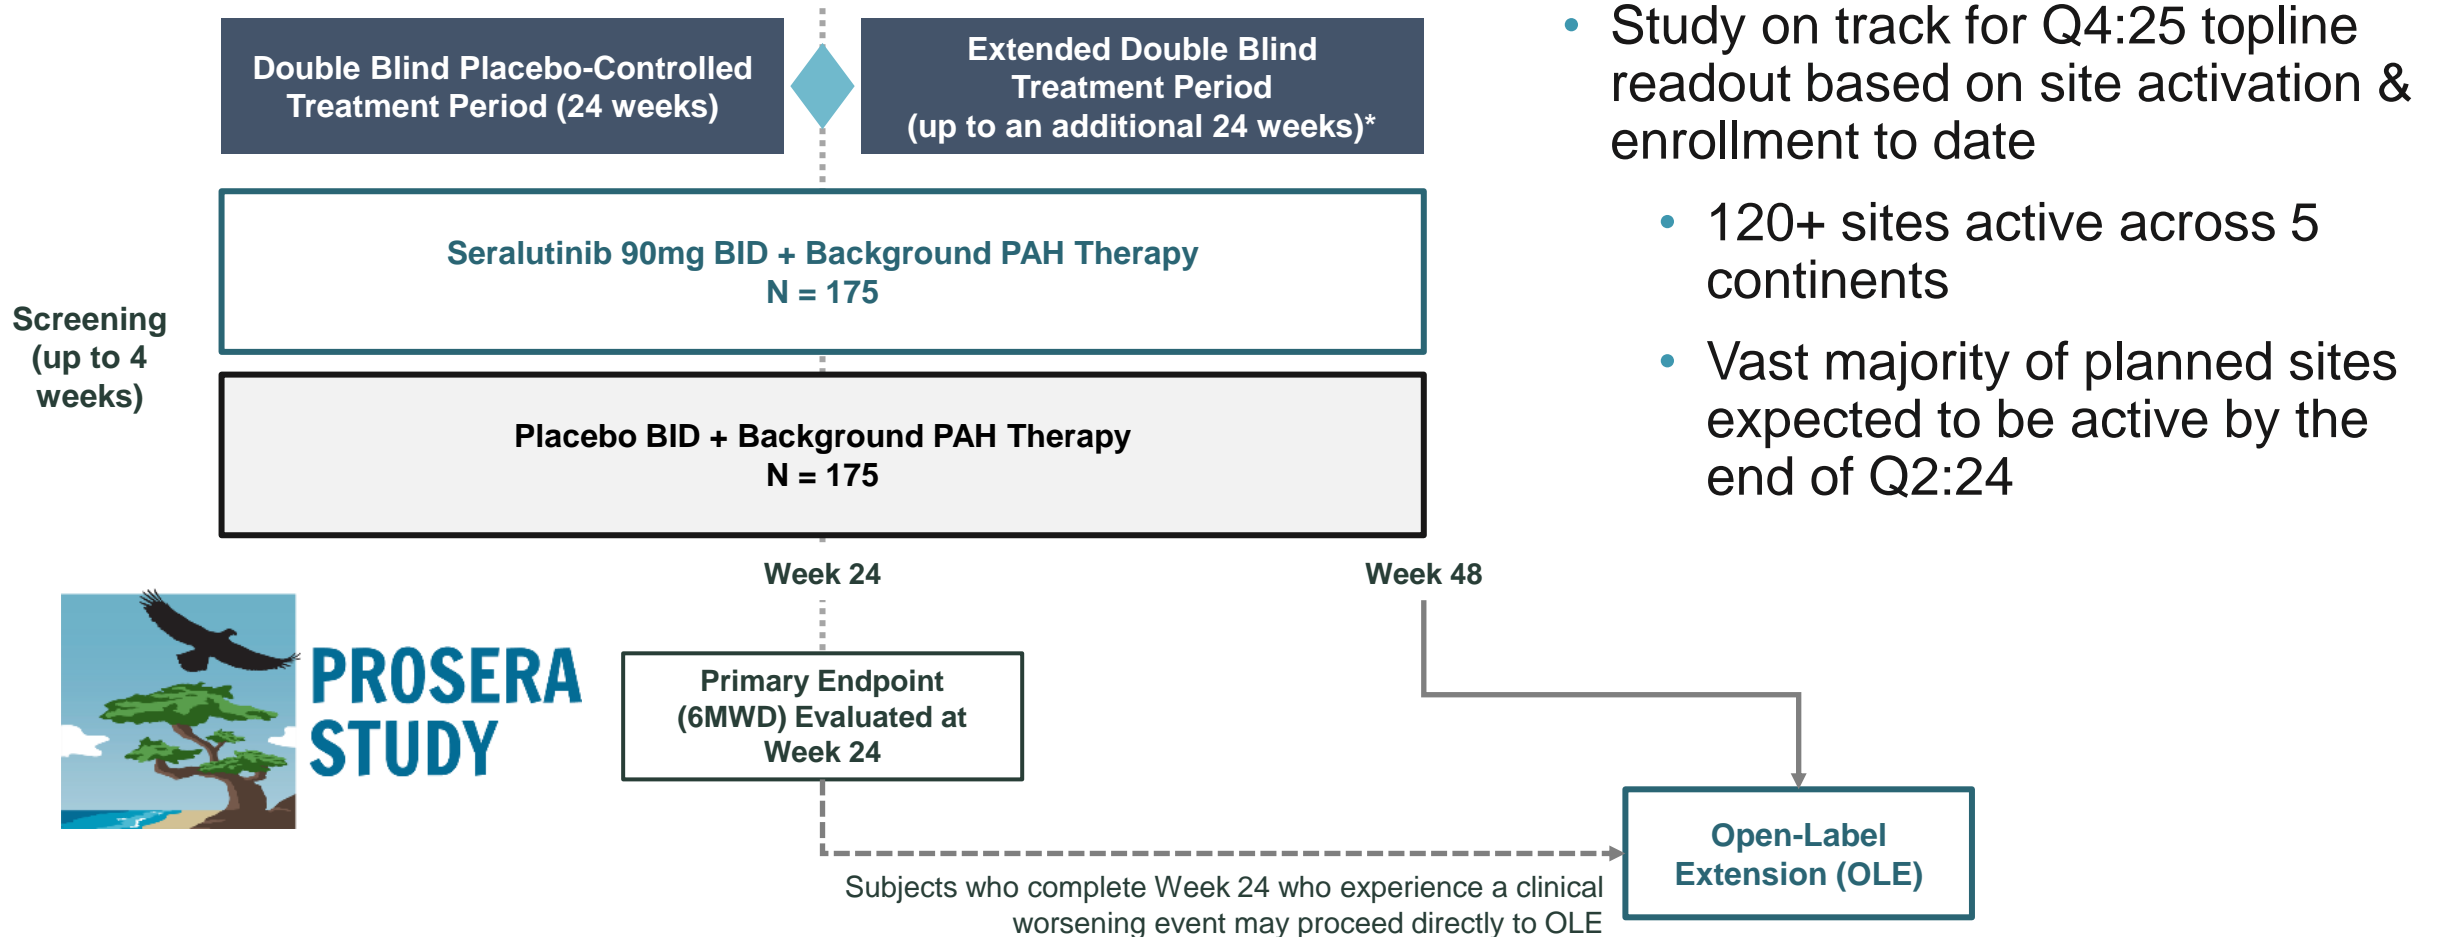 Double Blind Placebo-Controlled
Treatment Period (24 weeks)
Extended Double Blind
Treatment Period
(up to an additional 24 weeks)*
Seralutinib 90mg BID + Background PAH Therapy
N = 175
Screening
(up to 4
weeks)
Placebo BID + Background PAH Therapy
N = 175
Week 24
Week 48
PROSERA
STUDY
Primary Endpoint
(6MWD) Evaluated at
Week 24
Open-Label
Extension (OLE)
Subjects who complete Week 24 who experience a clinical
worsening event may proceed directly to OLE
• Study on track for Q4:25 topline
readout based on site activation &
enrollment to date
• 120+ sites active across 5
continents
• Vast majority of planned sites
expected to be active by the
end of Q2:24